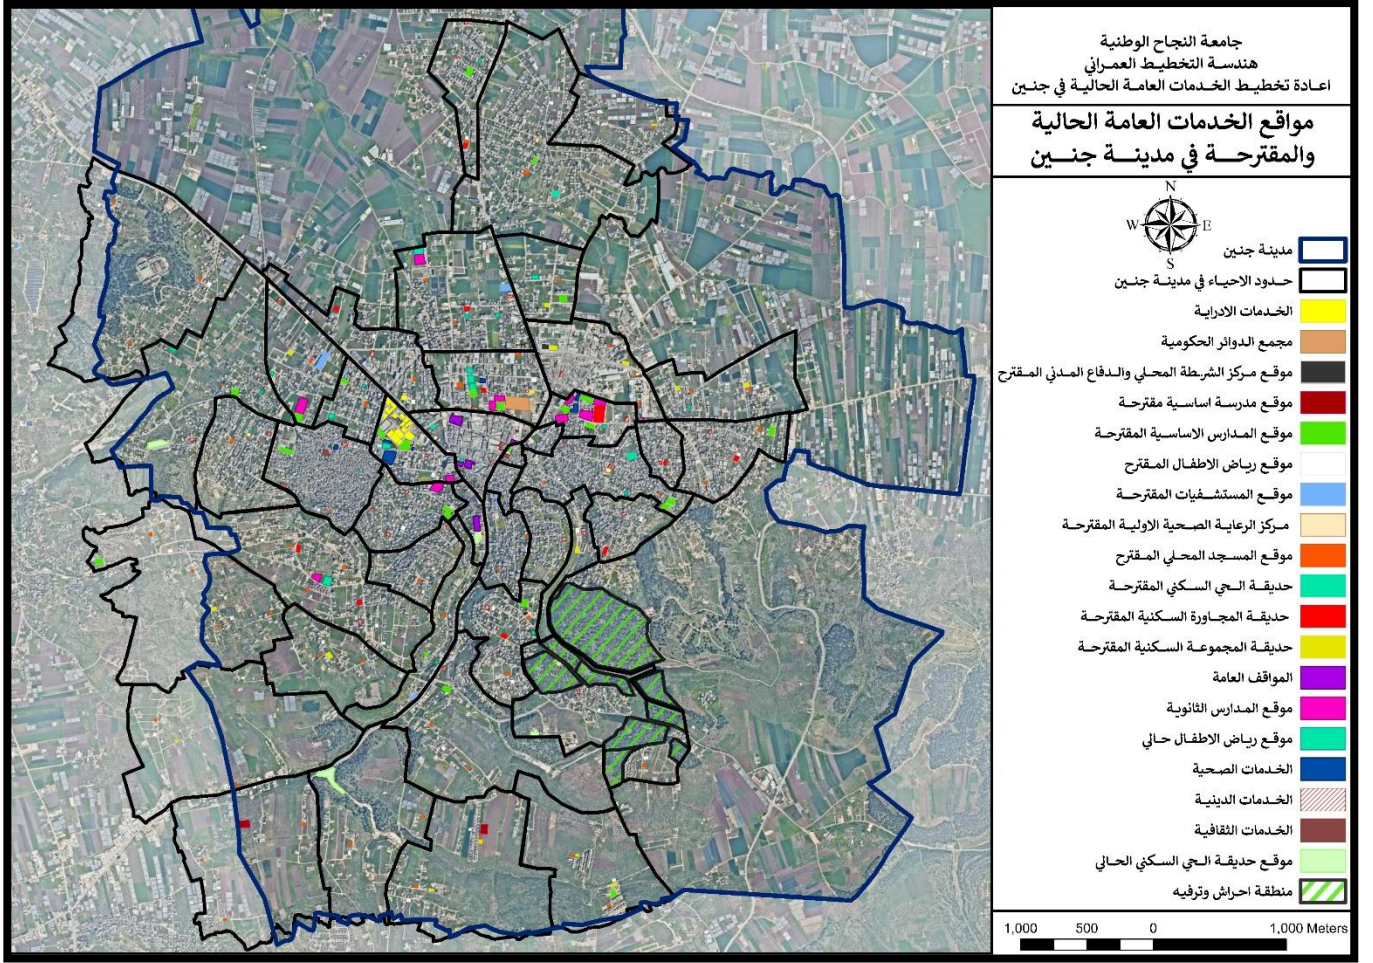 جامعة النجاح الوطنية
هندسة التخطيط العمراني
اعادة تخطيط الخدمات العامة الحالية في جنين
مواقع الخدمات العامة الحالية
والمقترحة في مدينة جنين
N
W E
S
مدينة جنين
حدود الاحياء في مدينة جنين
الخدمات الادراية
مجمع الدوائر الحكومية
موقع مركز الشرطة المحلي والدفاع المدني المقترح
موقع مدرسة اساسية مقترحة
موقع المدارس الاساسية المقترحة
موقع رياض الاطفال المقترح
موقع المستشفيات المقترحة
مركز الرعاية الصحية الاولية المقترحة
موقع المسجد المحلي المقترح
حديقة الحي السكني المقترحة
حديقة المجاورة السكنية المقترحة
حديقة المجموعة السكنية المقترحة
المواقف العامة
موقع المدارس الثانوية
موقع رياض الاطفال حالي
الخدمات الصحية
الخدمات الدينية
الخدمات الثقافية
موقع حديقة الحي السكني الحالي
منطقة احراش وترفيه
1,000 500 0 1,000 Meters